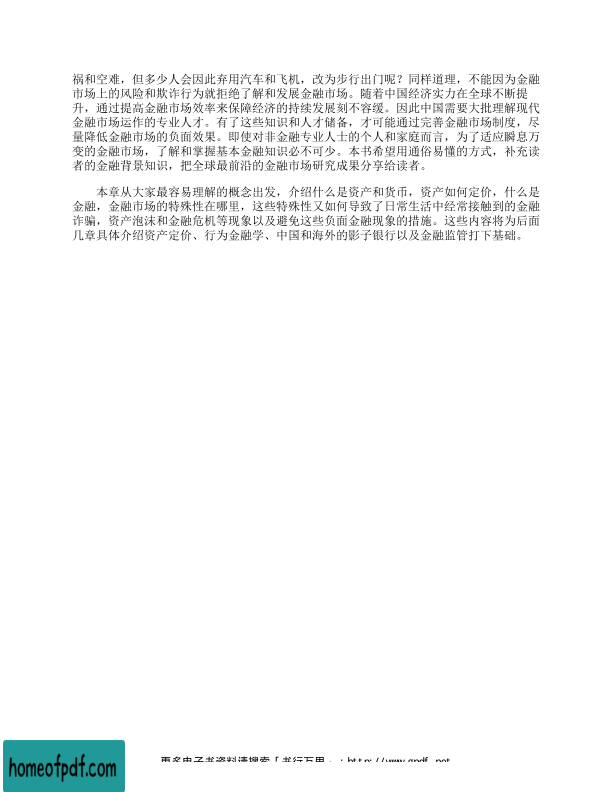 祸和空难，但多少人会因此弃用汽车和飞机，改为步行出门呢？同样道理，不能因为金融
市场上的风险和欺诈行为就拒绝了解和发展金融市场。随着中国经济实力在全球不断提
升，通过提高金融市场效率来保障经济的持续发展刻不容缓。因此中国需要大批理解现代
金融市场运作的专业人才。有了这些知识和人才储备，才可能通过完善金融市场制度，尽
量降低金融市场的负面效果。即使对非金融专业人士的个人和家庭而言，为了适应瞬息万
变的金融市场，了解和掌握基本金融知识必不可少。本书希望用通俗易懂的方式，补充读
者的金融背景知识，把全球最前沿的金融市场研究成果分享给读者。
本章从大家最容易理解的概念出发，介绍什么是资产和货币，资产如何定价，什么是
金融，金融市场的特殊性在哪里，这些特殊性又如何导致了日常生活中经常接触到的金融
诈骗，资产泡沫和金融危机等现象以及避免这些负面金融现象的措施。这些内容将为后面
几章具体介绍资产定价、行为金融学、中国和海外的影子银行以及金融监管打下基础。
homeofpdf.com